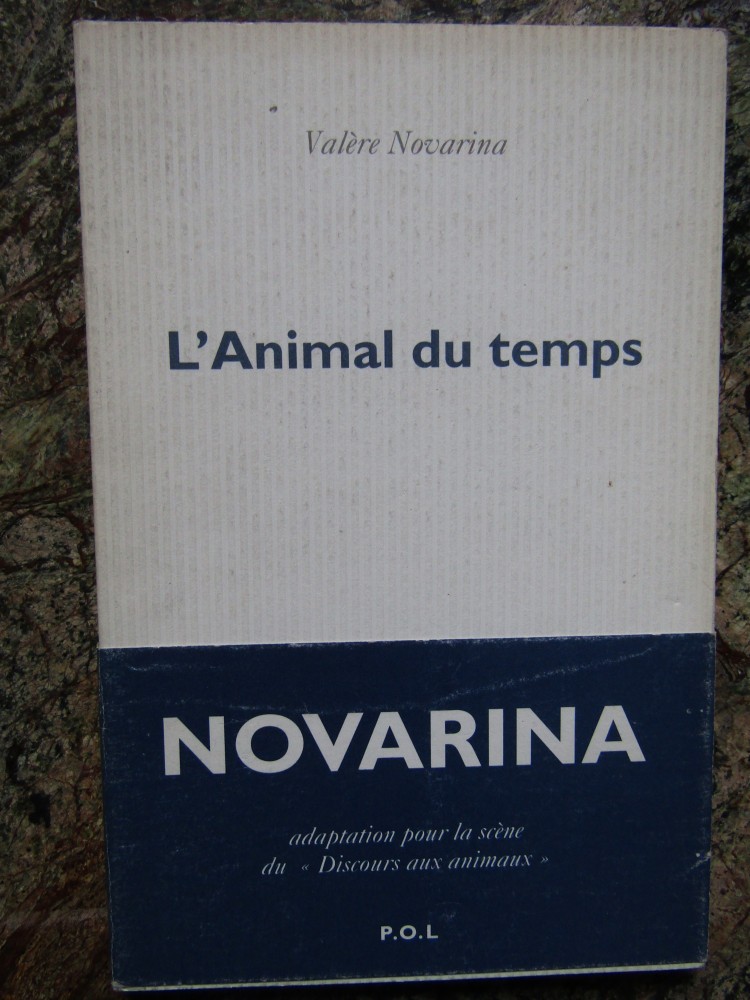 Valère Novarina
L'Animal du temps
NOVARINA
adaptation pour la scène
du « Discours aux animaux »
P.O.L